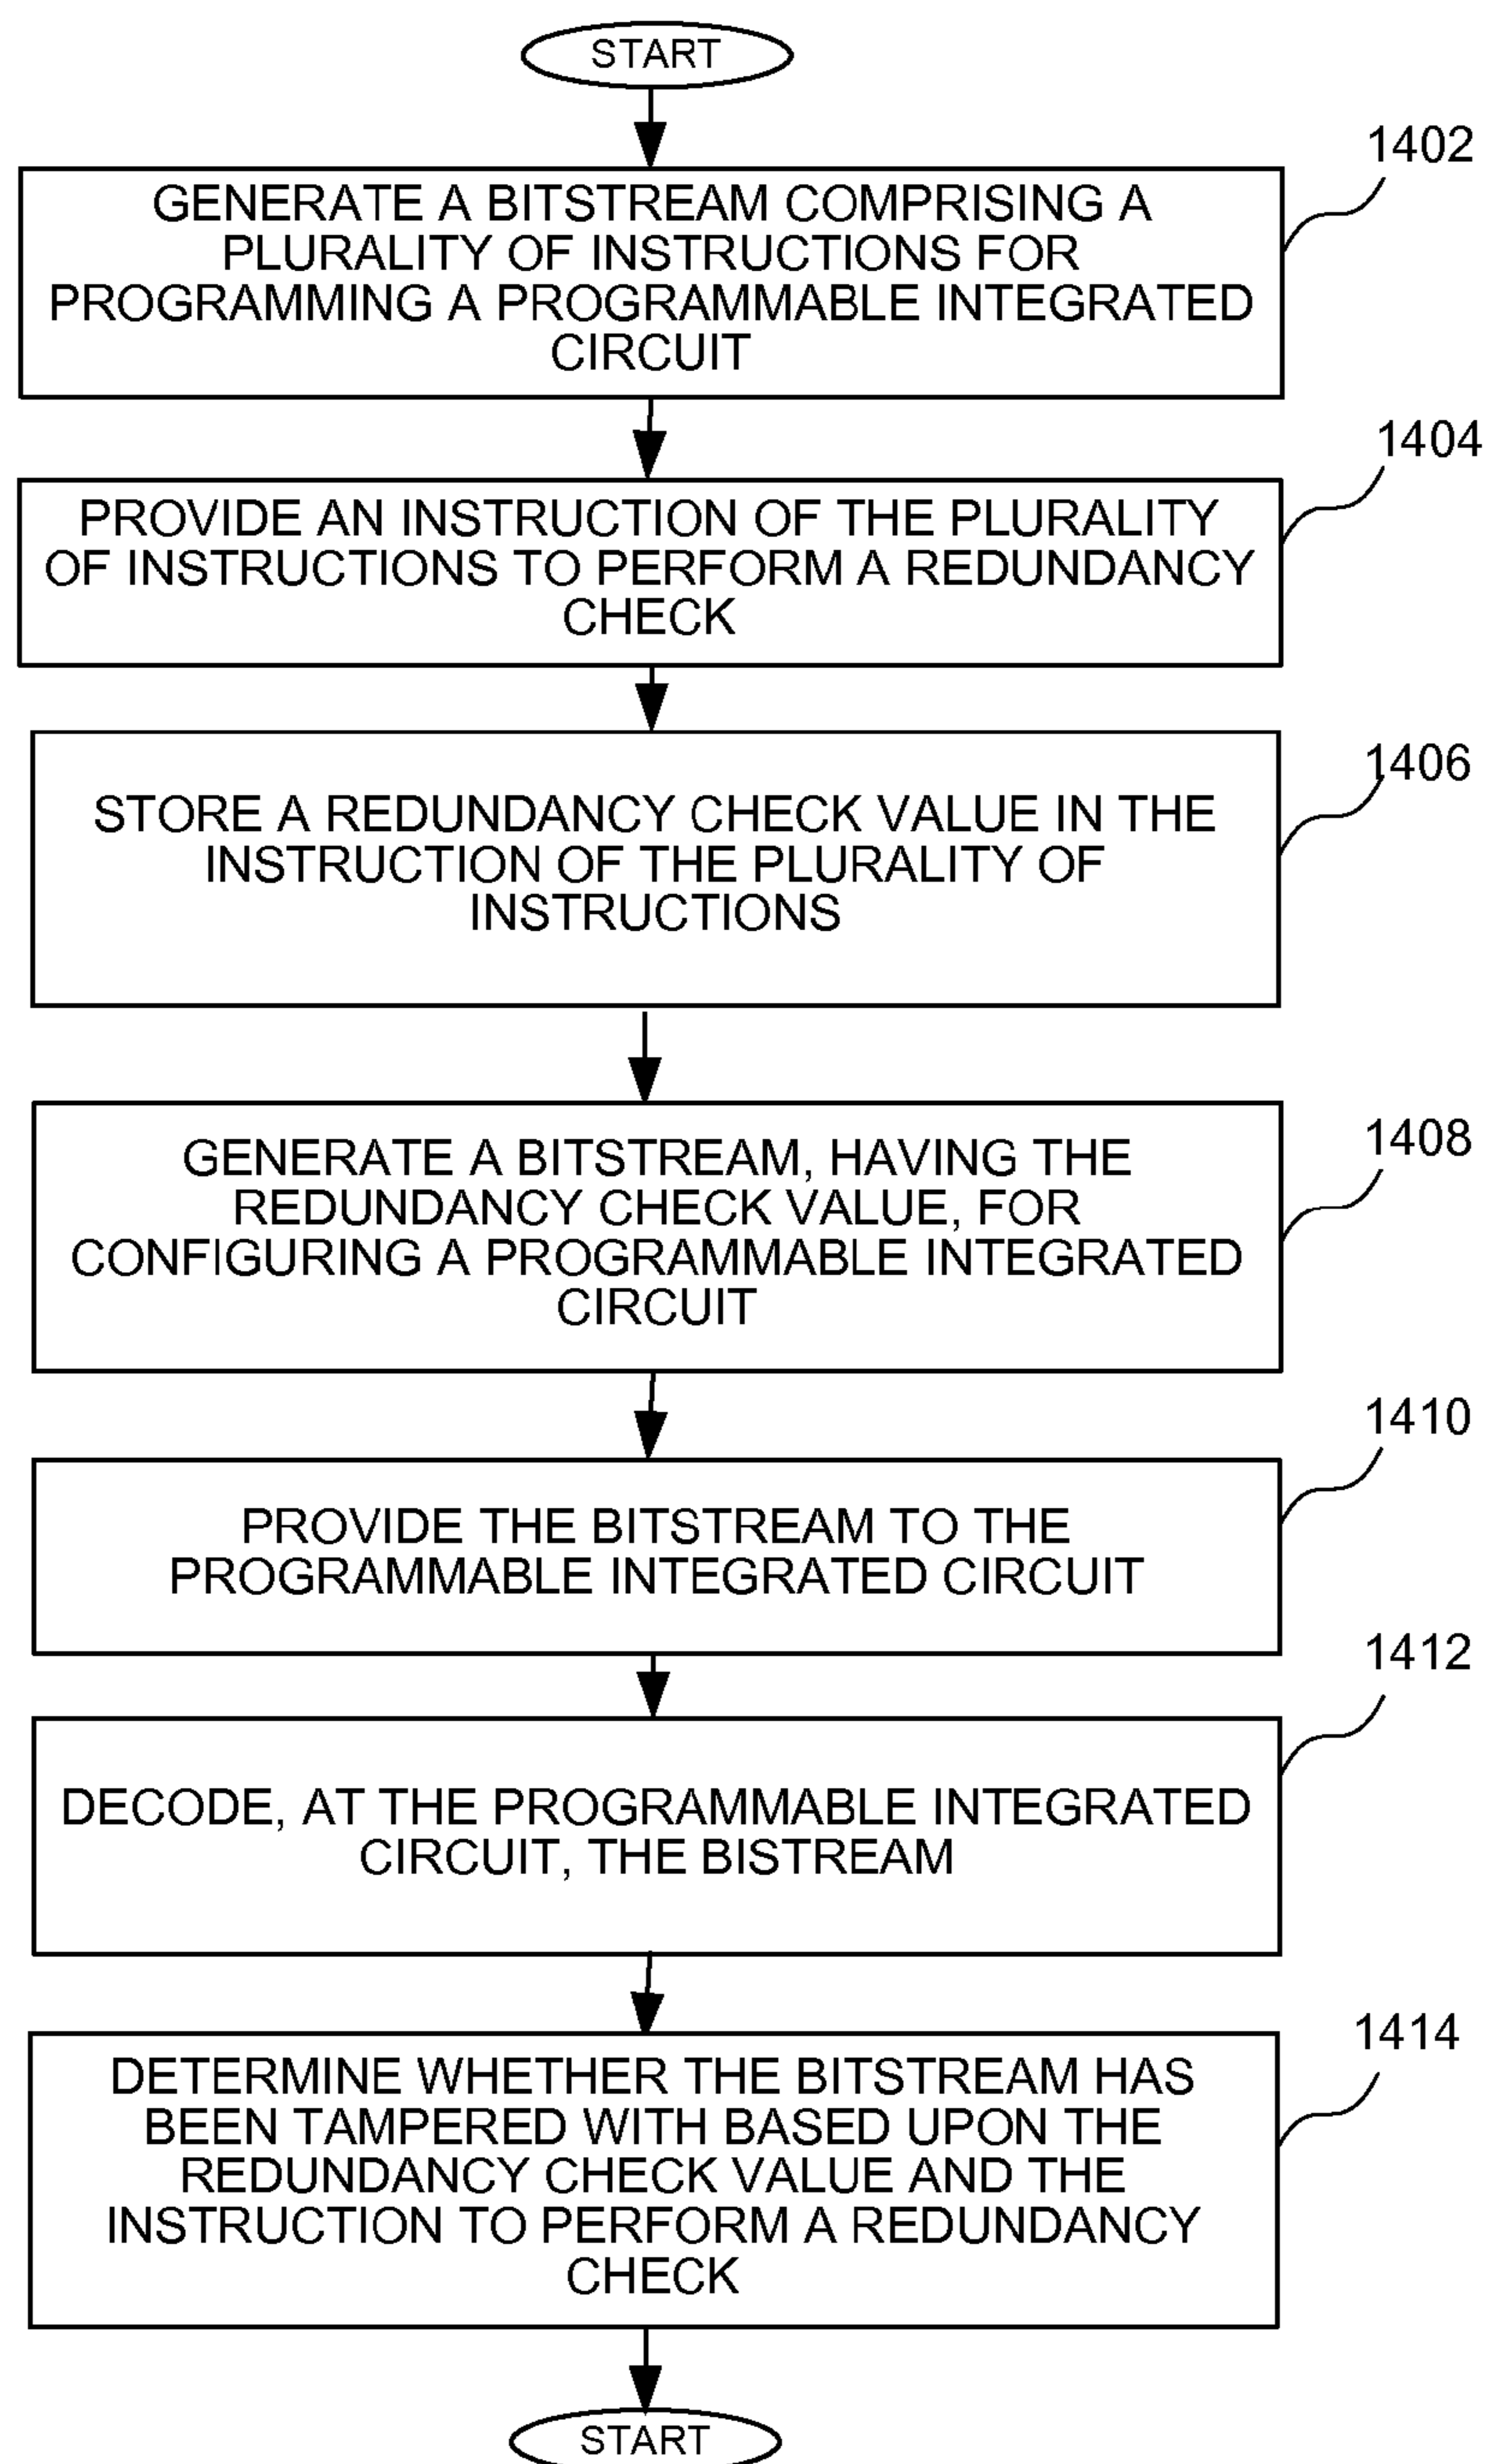 START
1402
GENERATE A BITSTREAM COMPRISING A
PLURALITY OF INSTRUCTIONS FOR
PROGRAMMING A PROGRAMMABLE INTEGRATED
CIRCUIT
1404
PROVIDE AN INSTRUCTION OF THE PLURALITY
OF INSTRUCTIONS TO PERFORM A REDUNDANCY
CHECK
1406
STORE A REDUNDANCY CHECK VALUE IN THE
INSTRUCTION OF THE PLURALITY OF
INSTRUCTIONS
1408
GENERATE A BITSTREAM, HAVING THE
REDUNDANCY CHECK VALUE, FOR
CONFIGURING A PROGRAMMABLE INTEGRATED
CIRCUIT
1410
PROVIDE THE BITSTREAM TO THE
PROGRAMMABLE INTEGRATED CIRCUIT
1412
DECODE, AT THE PROGRAMMABLE INTEGRATED
CIRCUIT, THE BISTREAM
1414
DETERMINE WHETHER THE BITSTREAM HAS
BEEN TAMPERED WITH BASED UPON THE
REDUNDANCY CHECK VALUE AND THE
INSTRUCTION TO PERFORM A REDUNDANCY
CHECK
START